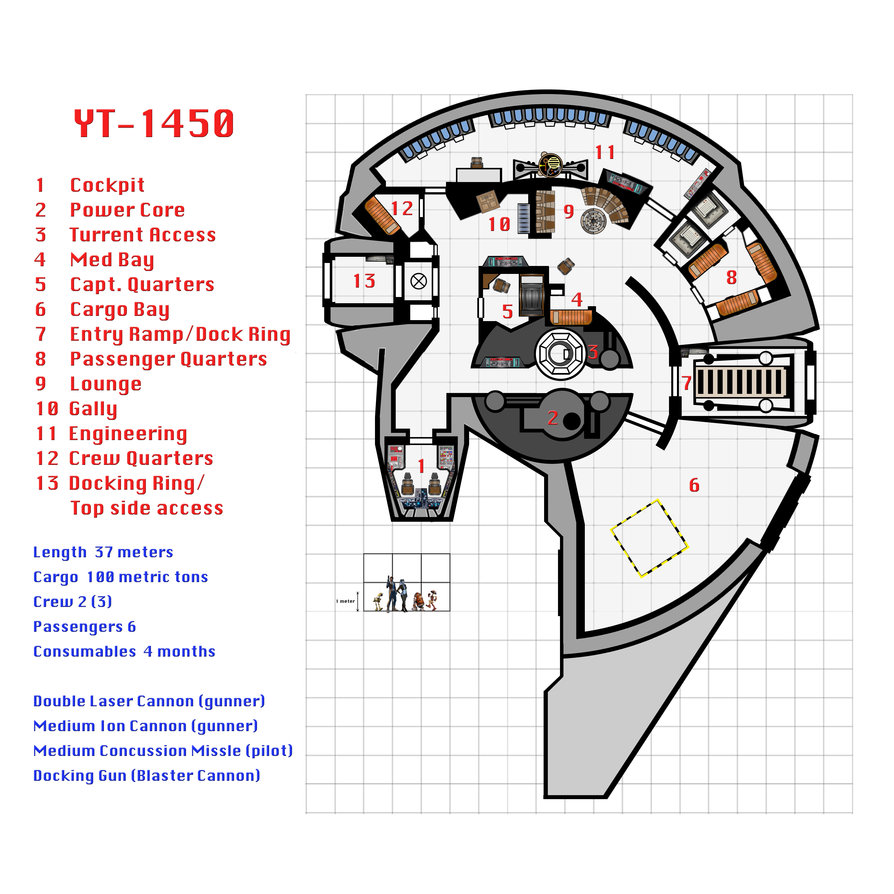 YT-1450
1 Cockpit
2 Power Core
3 Turrent Access
4 Med Bay
5 Capt. Quarters
6 Cargo Bay
7 Entry Ramp/Dock Ring
8 Passenger Quarters
9 Lounge
10 Gally
11 Engineering
12 Crew Quarters
13 Docking Ring/
Top side access
Length 37 meters
Cargo 100 metric tons
Crew 2 (3)
Passengers 6
Consumables 4 months
Double Laser Cannon (gunner)
Medium Ion Cannon (gunner)
Medium Concussion Missle (pilot)
Docking Gun (Blaster Cannon)
11
12
10
9
13
8
5
4
3
7
2
1
6
1 meter